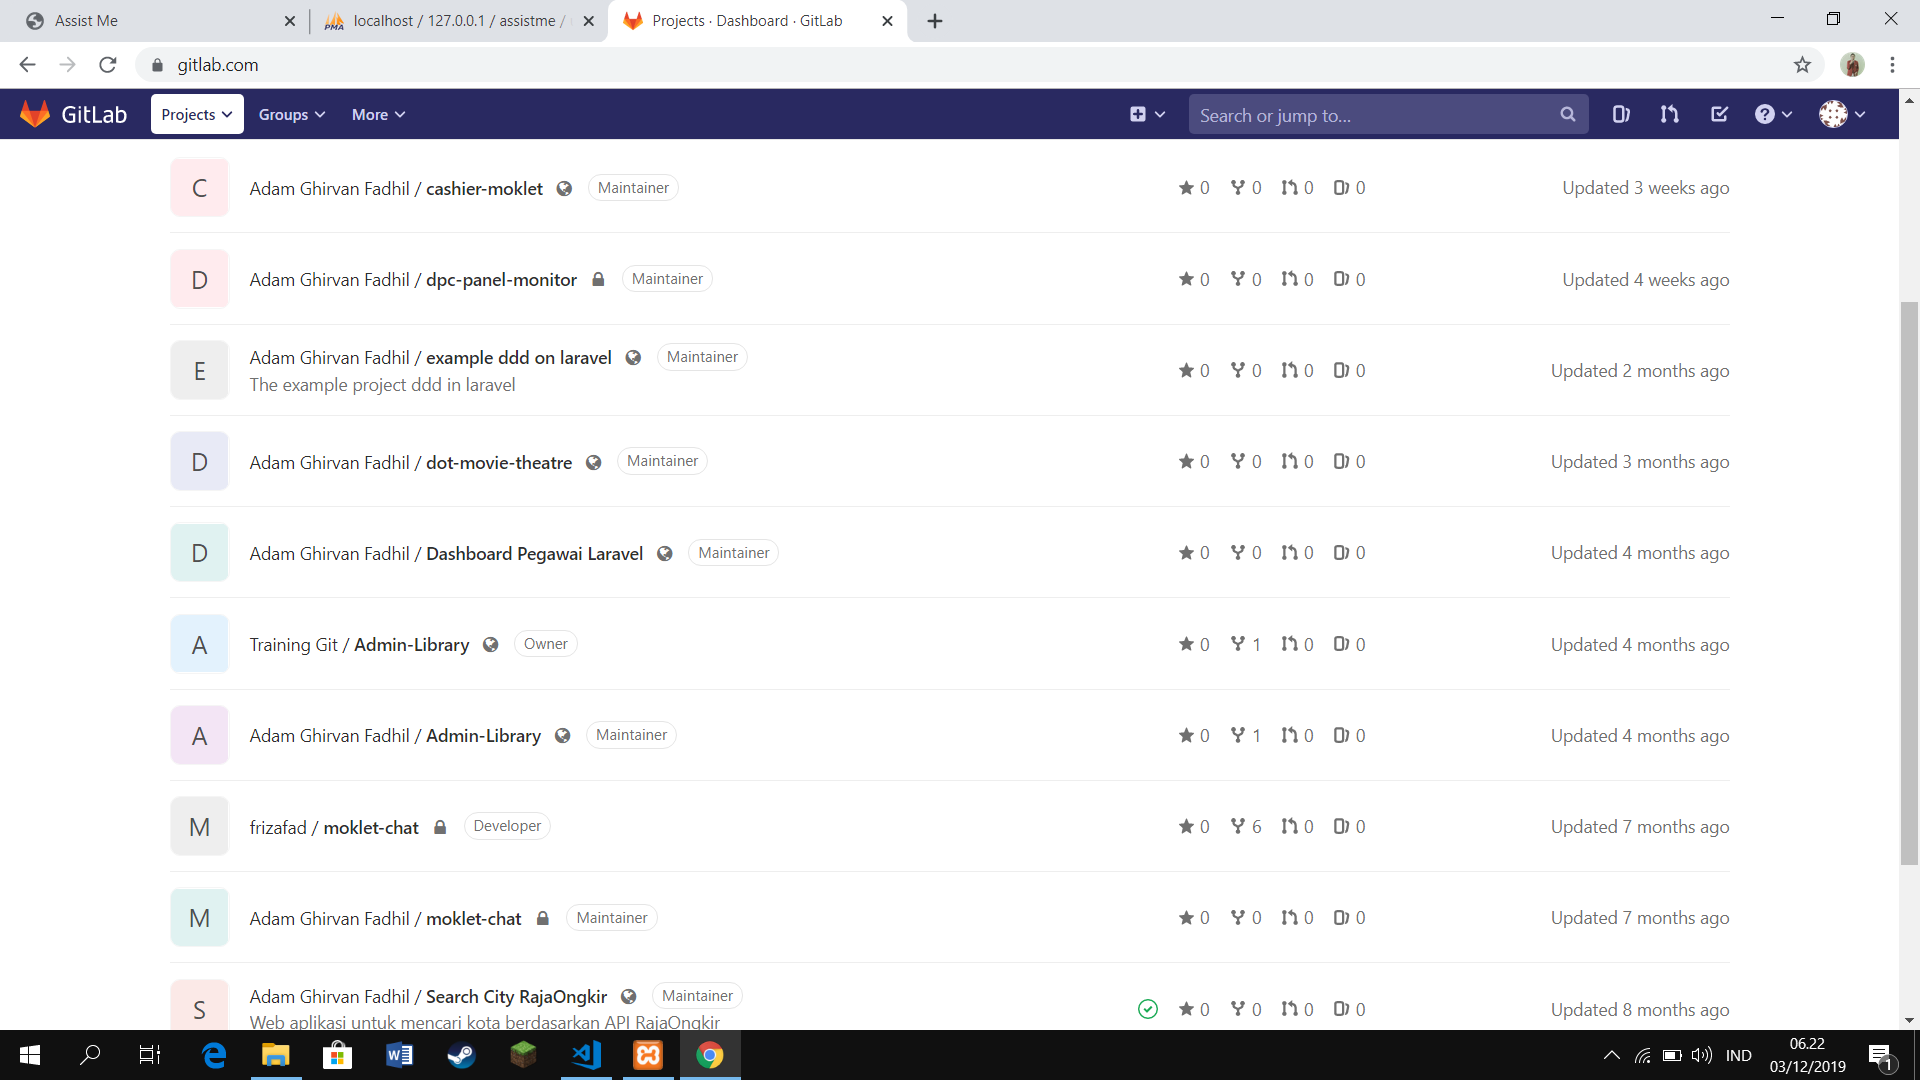 Assist Me
localhost / 127.0.0.1 / assistme /
Projects · Dashboard · GitLab
gitlab.com
GitLab
Projects
Groups
More
Search or jump to...
C
Adam Ghirvan Fadhil / cashier-moklet
Maintainer
0 0 0 0
Updated 3 weeks ago
D
Adam Ghirvan Fadhil / dpc-panel-monitor
Maintainer
0 0 0 0
Updated 4 weeks ago
E
Adam Ghirvan Fadhil / example ddd on laravel
Maintainer
The example project ddd in laravel
0 0 0 0
Updated 2 months ago
D
Adam Ghirvan Fadhil / dot-movie-theatre
Maintainer
0 0 0 0
Updated 3 months ago
D
Adam Ghirvan Fadhil / Dashboard Pegawai Laravel
Maintainer
0 0 0 0
Updated 4 months ago
A
Training Git / Admin-Library
Owner
0 1 0 0
Updated 4 months ago
A
Adam Ghirvan Fadhil / Admin-Library
Maintainer
0 1 0 0
Updated 4 months ago
M
frizafad / moklet-chat
Developer
0 6 0 0
Updated 7 months ago
M
Adam Ghirvan Fadhil / moklet-chat
Maintainer
0 0 0 0
Updated 7 months ago
S
Adam Ghirvan Fadhil / Search City RajaOngkir
Maintainer
Web aplikasi untuk mencari kota berdasarkan API RajaOngkir
0 0 0 0
Updated 8 months ago
IND
06.22
03/12/2019
1